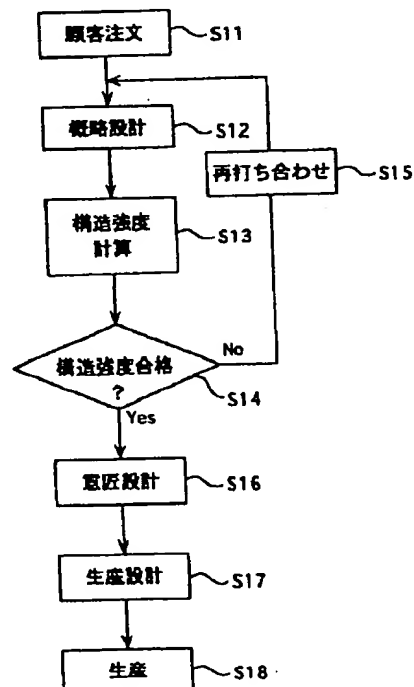 顧客注文 S11
概略設計 S12
再打ち合わせ S15
構造強度
計算 S13
構造強度合格
? S14
No
Yes
意匠設計 S16
生産設計 S17
生産 S18